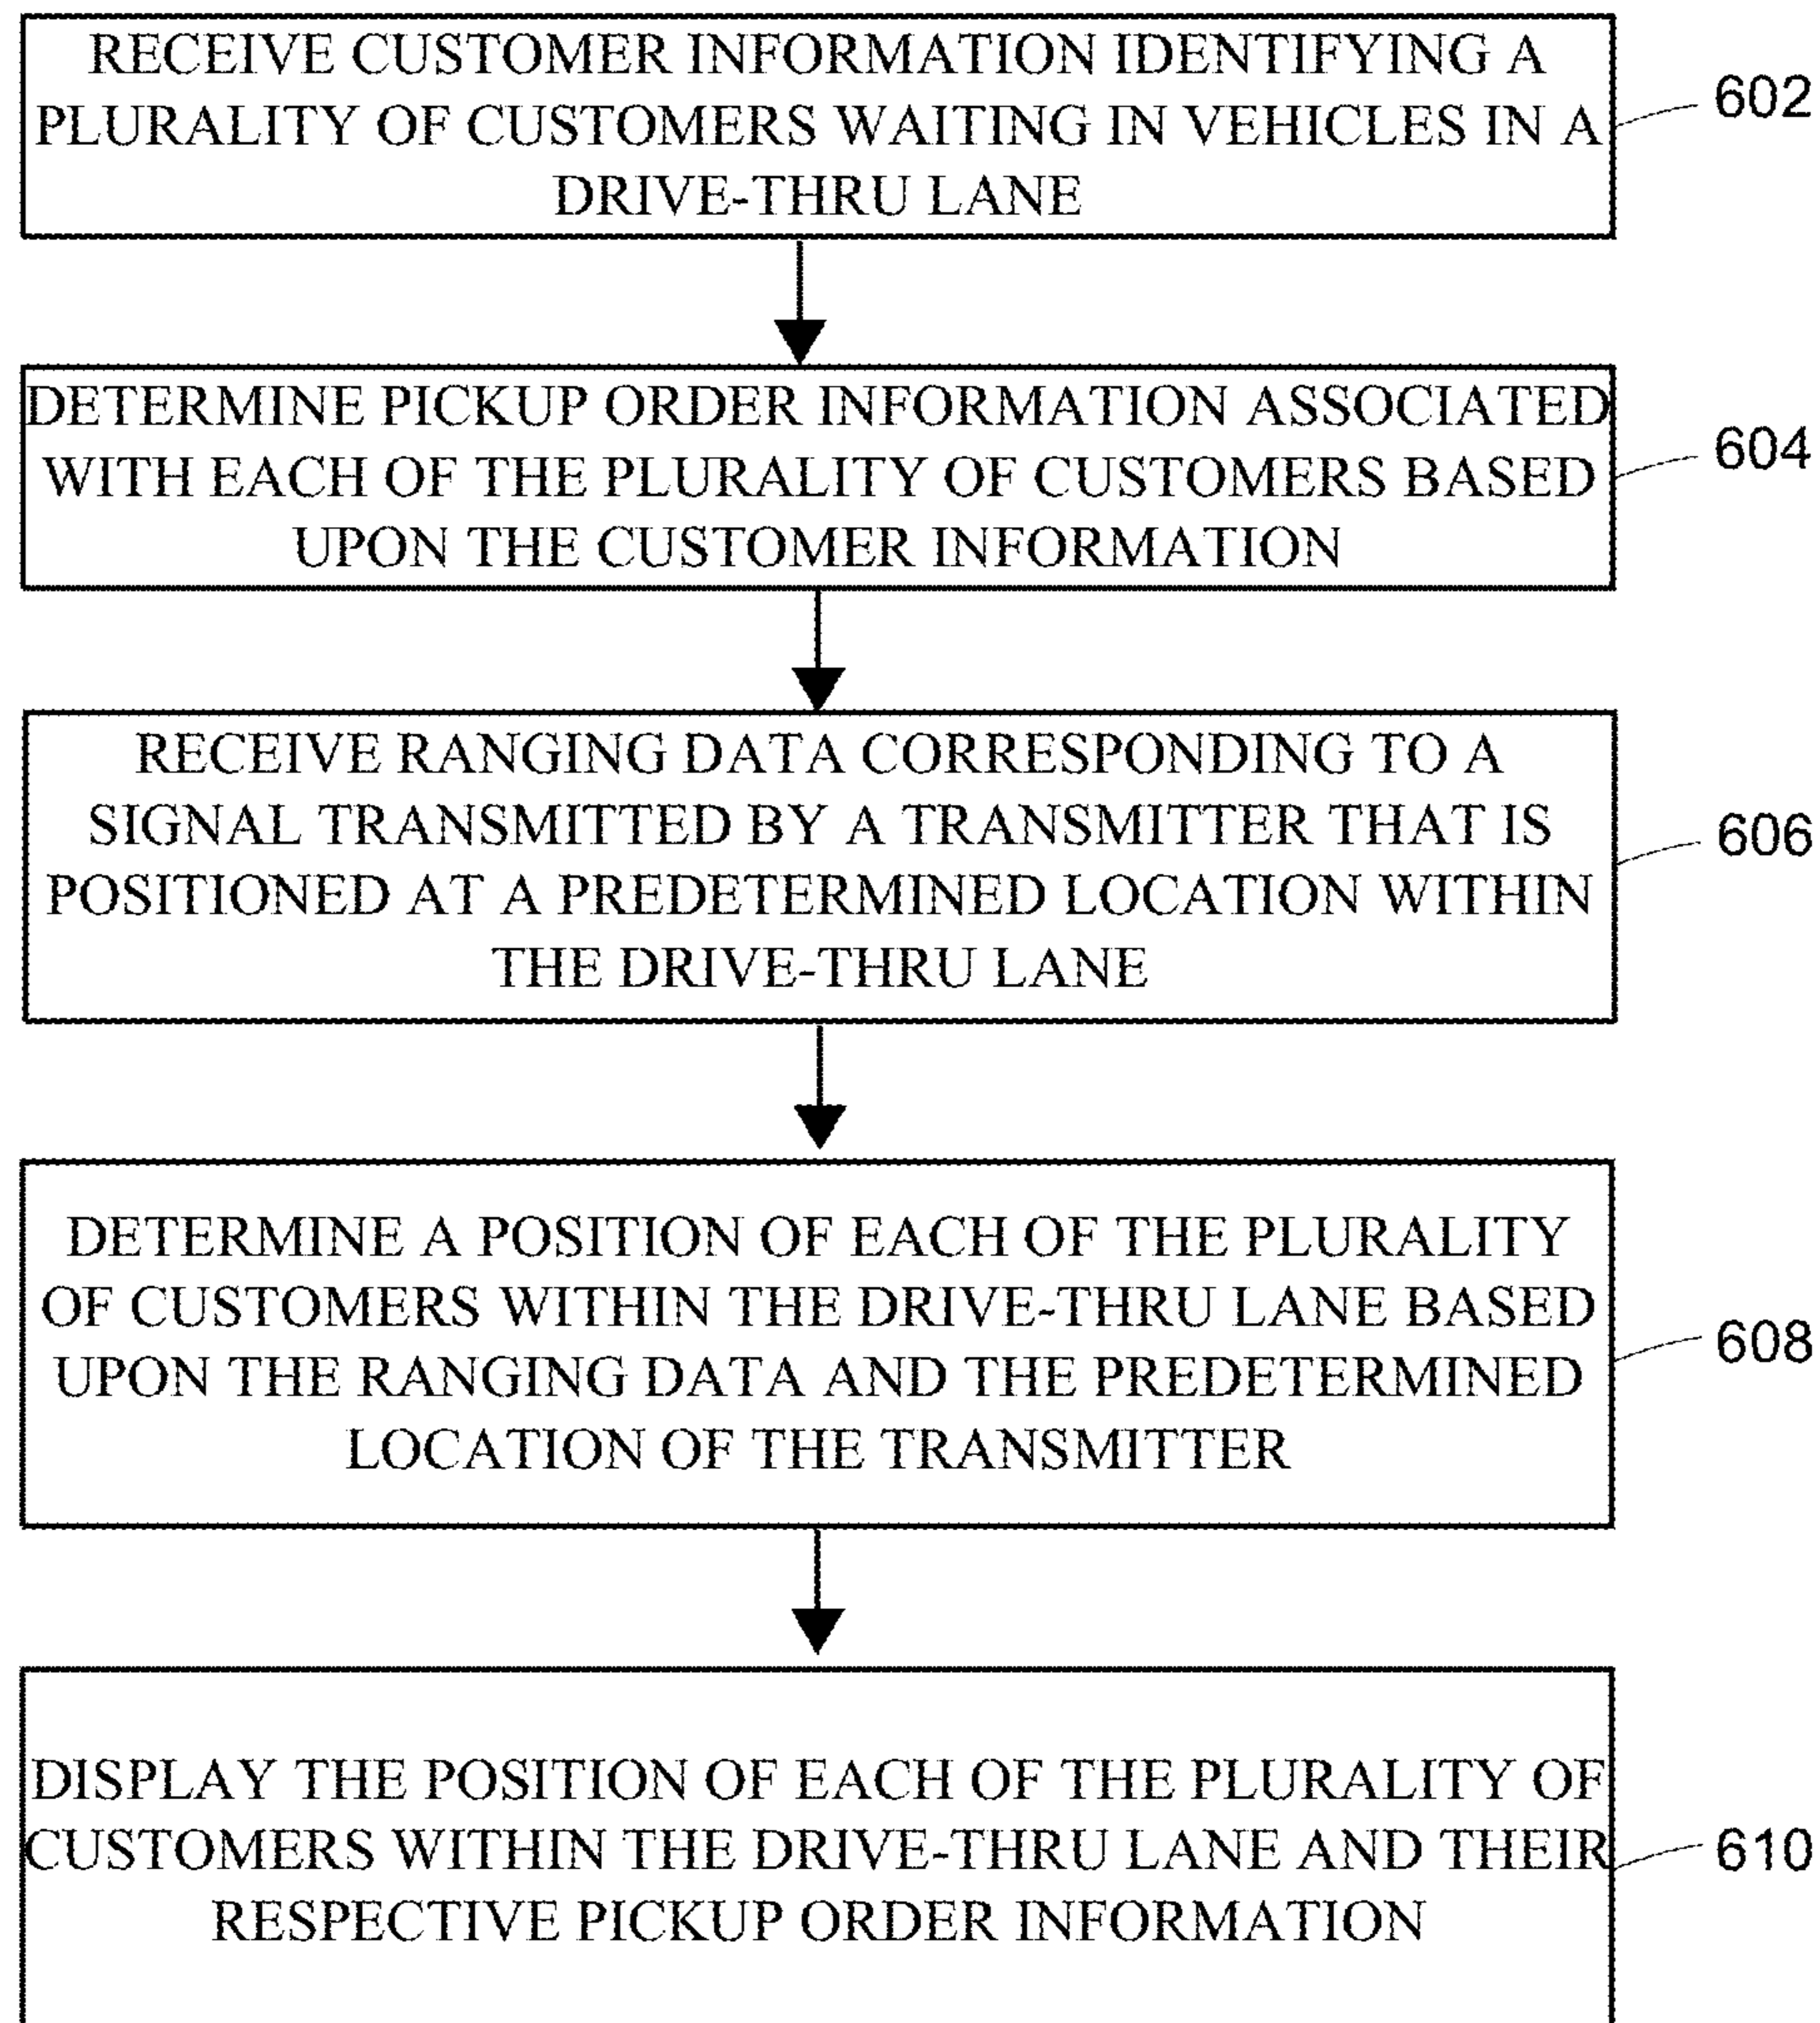 RECEIVE CUSTOMER INFORMATION IDENTIFYING A
PLURALITY OF CUSTOMERS WAITING IN VEHICLES IN A
DRIVE-THRU LANE
602
DETERMINE PICKUP ORDER INFORMATION ASSOCIATED
WITH EACH OF THE PLURALITY OF CUSTOMERS BASED
UPON THE CUSTOMER INFORMATION
604
RECEIVE RANGING DATA CORRESPONDING TO A
SIGNAL TRANSMITTED BY A TRANSMITTER THAT IS
POSITIONED AT A PREDETERMINED LOCATION WITHIN
THE DRIVE-THRU LANE
606
DETERMINE A POSITION OF EACH OF THE PLURALITY
OF CUSTOMERS WITHIN THE DRIVE-THRU LANE BASED
UPON THE RANGING DATA AND THE PREDETERMINED
LOCATION OF THE TRANSMITTER
608
DISPLAY THE POSITION OF EACH OF THE PLURALITY OF
CUSTOMERS WITHIN THE DRIVE-THRU LANE AND THEIR
RESPECTIVE PICKUP ORDER INFORMATION
610